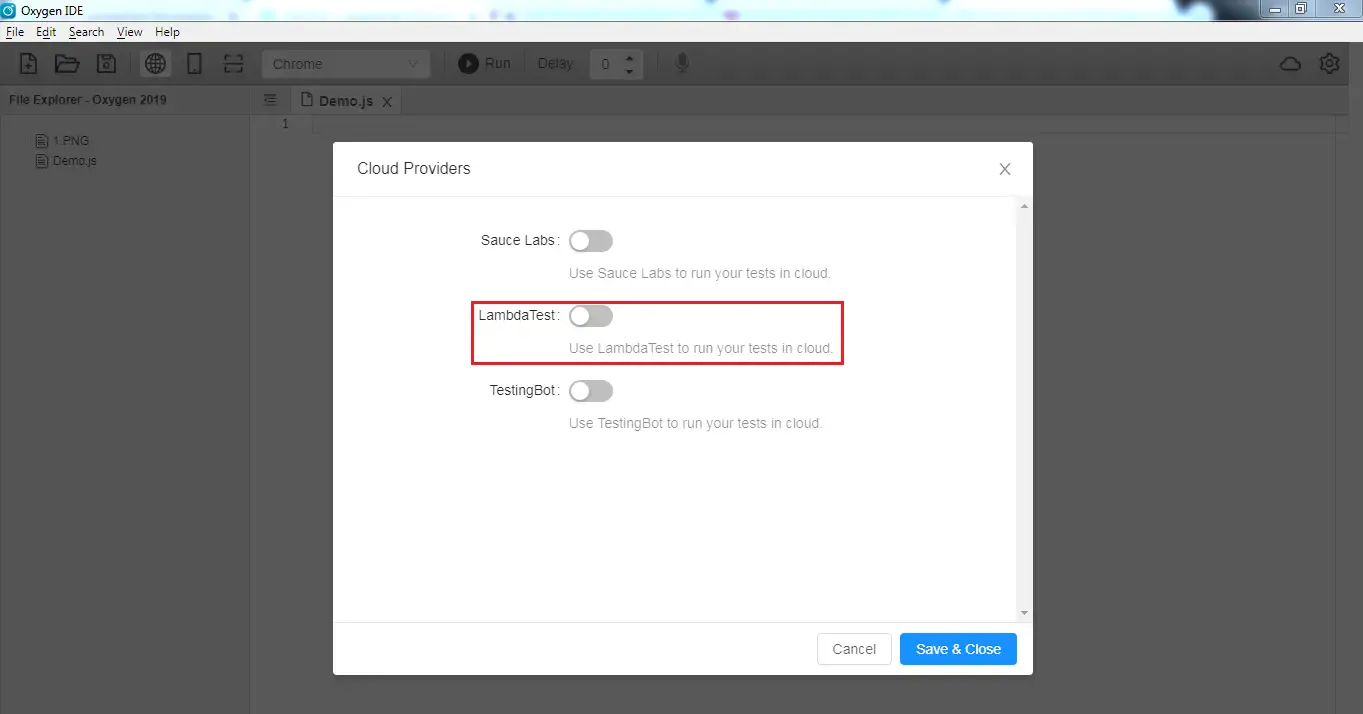 Oxygen IDE
File Edit Search View Help
Chrome Run Delay 0
File Explorer - Oxygen 2019
Demo.js
1
1.PNG
Demo.js
Cloud Providers
Sauce Labs:
Use Sauce Labs to run your tests in cloud.
LambdaTest:
Use LambdaTest to run your tests in cloud.
TestingBot:
Use TestingBot to run your tests in cloud.
Cancel Save & Close